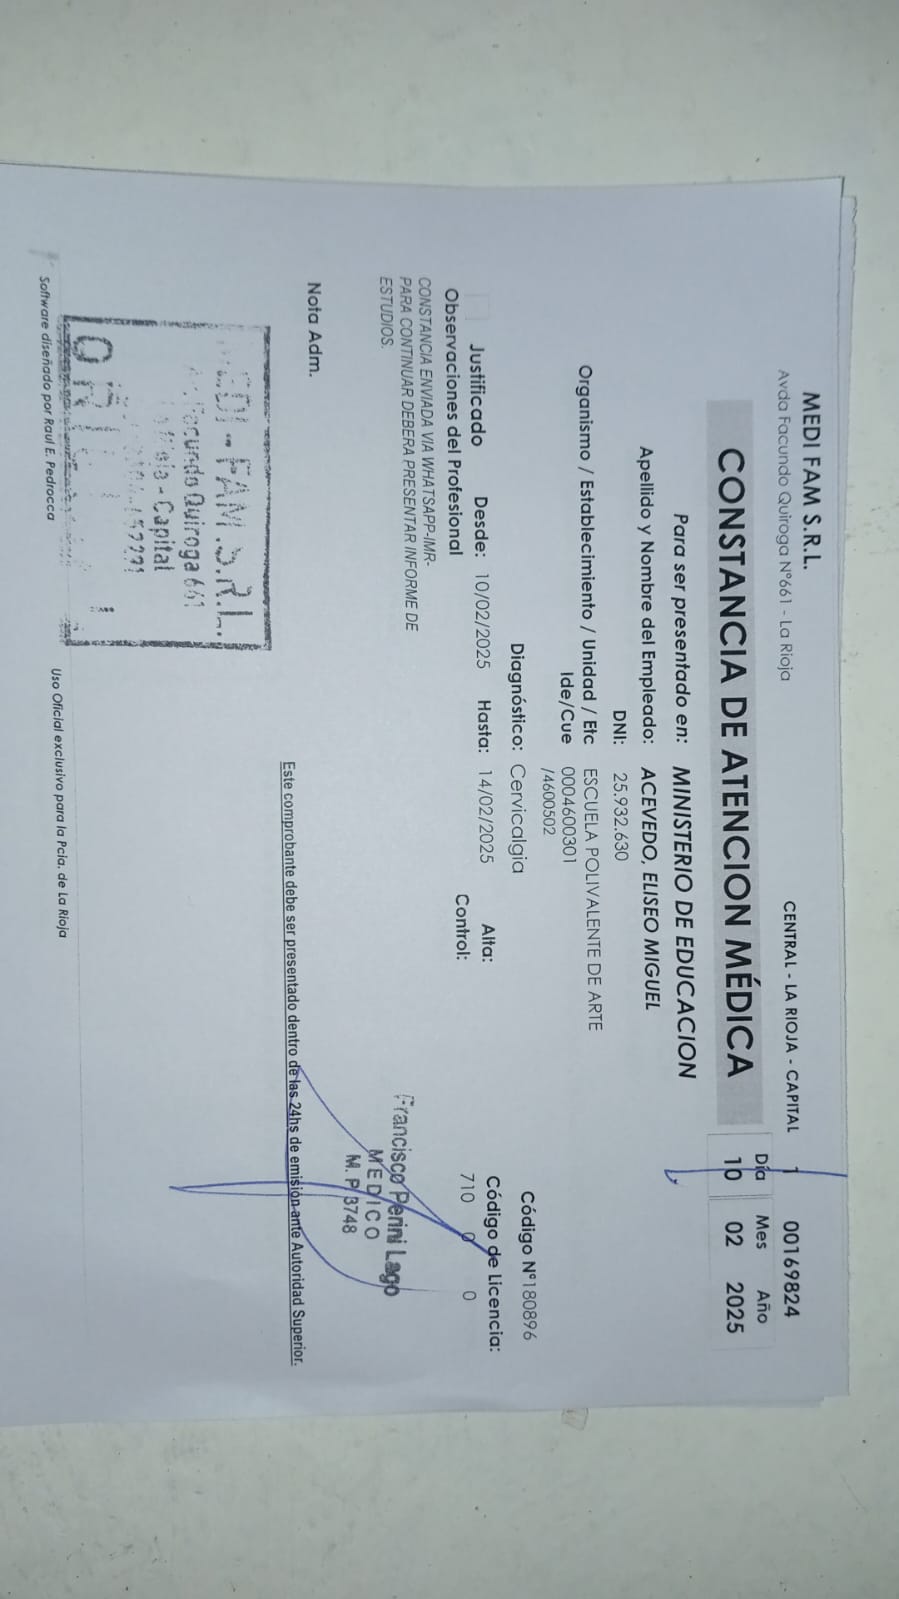 MEDI FAM S.R.L.
Avda Facundo Quiroga N°661 - La Rioja
CENTRAL - LA RIOJA - CAPITAL 1 00169824
CONSTANCIA DE ATENCION MÉDICA
Día Mes Año
10 02 2025
Para ser presentado en: MINISTERIO DE EDUCACION
Apellido y Nombre del Empleado: ACEVEDO, ELISEO MIGUEL
DNI: 25.932.630
Organismo / Establecimiento / Unidad / Etc ESCUELA POLIVALENTE DE ARTE
Ide/Cue 0004600301
/4600502
Código N°180896
Diagnóstico: Cervicalgia
Código de Licencia:
710 0 0
Justificado Desde: 10/02/2025 Hasta: 14/02/2025 Alta:
Control:
Observaciones del Profesional
CONSTANCIA ENVIADA VIA WHATSAPP-IMR-
PARA CONTINUAR DEBERA PRESENTAR INFORME DE
ESTUDIOS.
Francisco Perini Lago
MEDICO
M. P 3748
Nota Adm.
Este comprobante debe ser presentado dentro de las 24hs de emisión ante Autoridad Superior.
MEDI-FAM S.R.L.
Facundo Quiroga 661
- Capital
Software diseñado por Raul E. Pedrocca
Uso Oficial exclusivo para la Pcia. de La Rioja